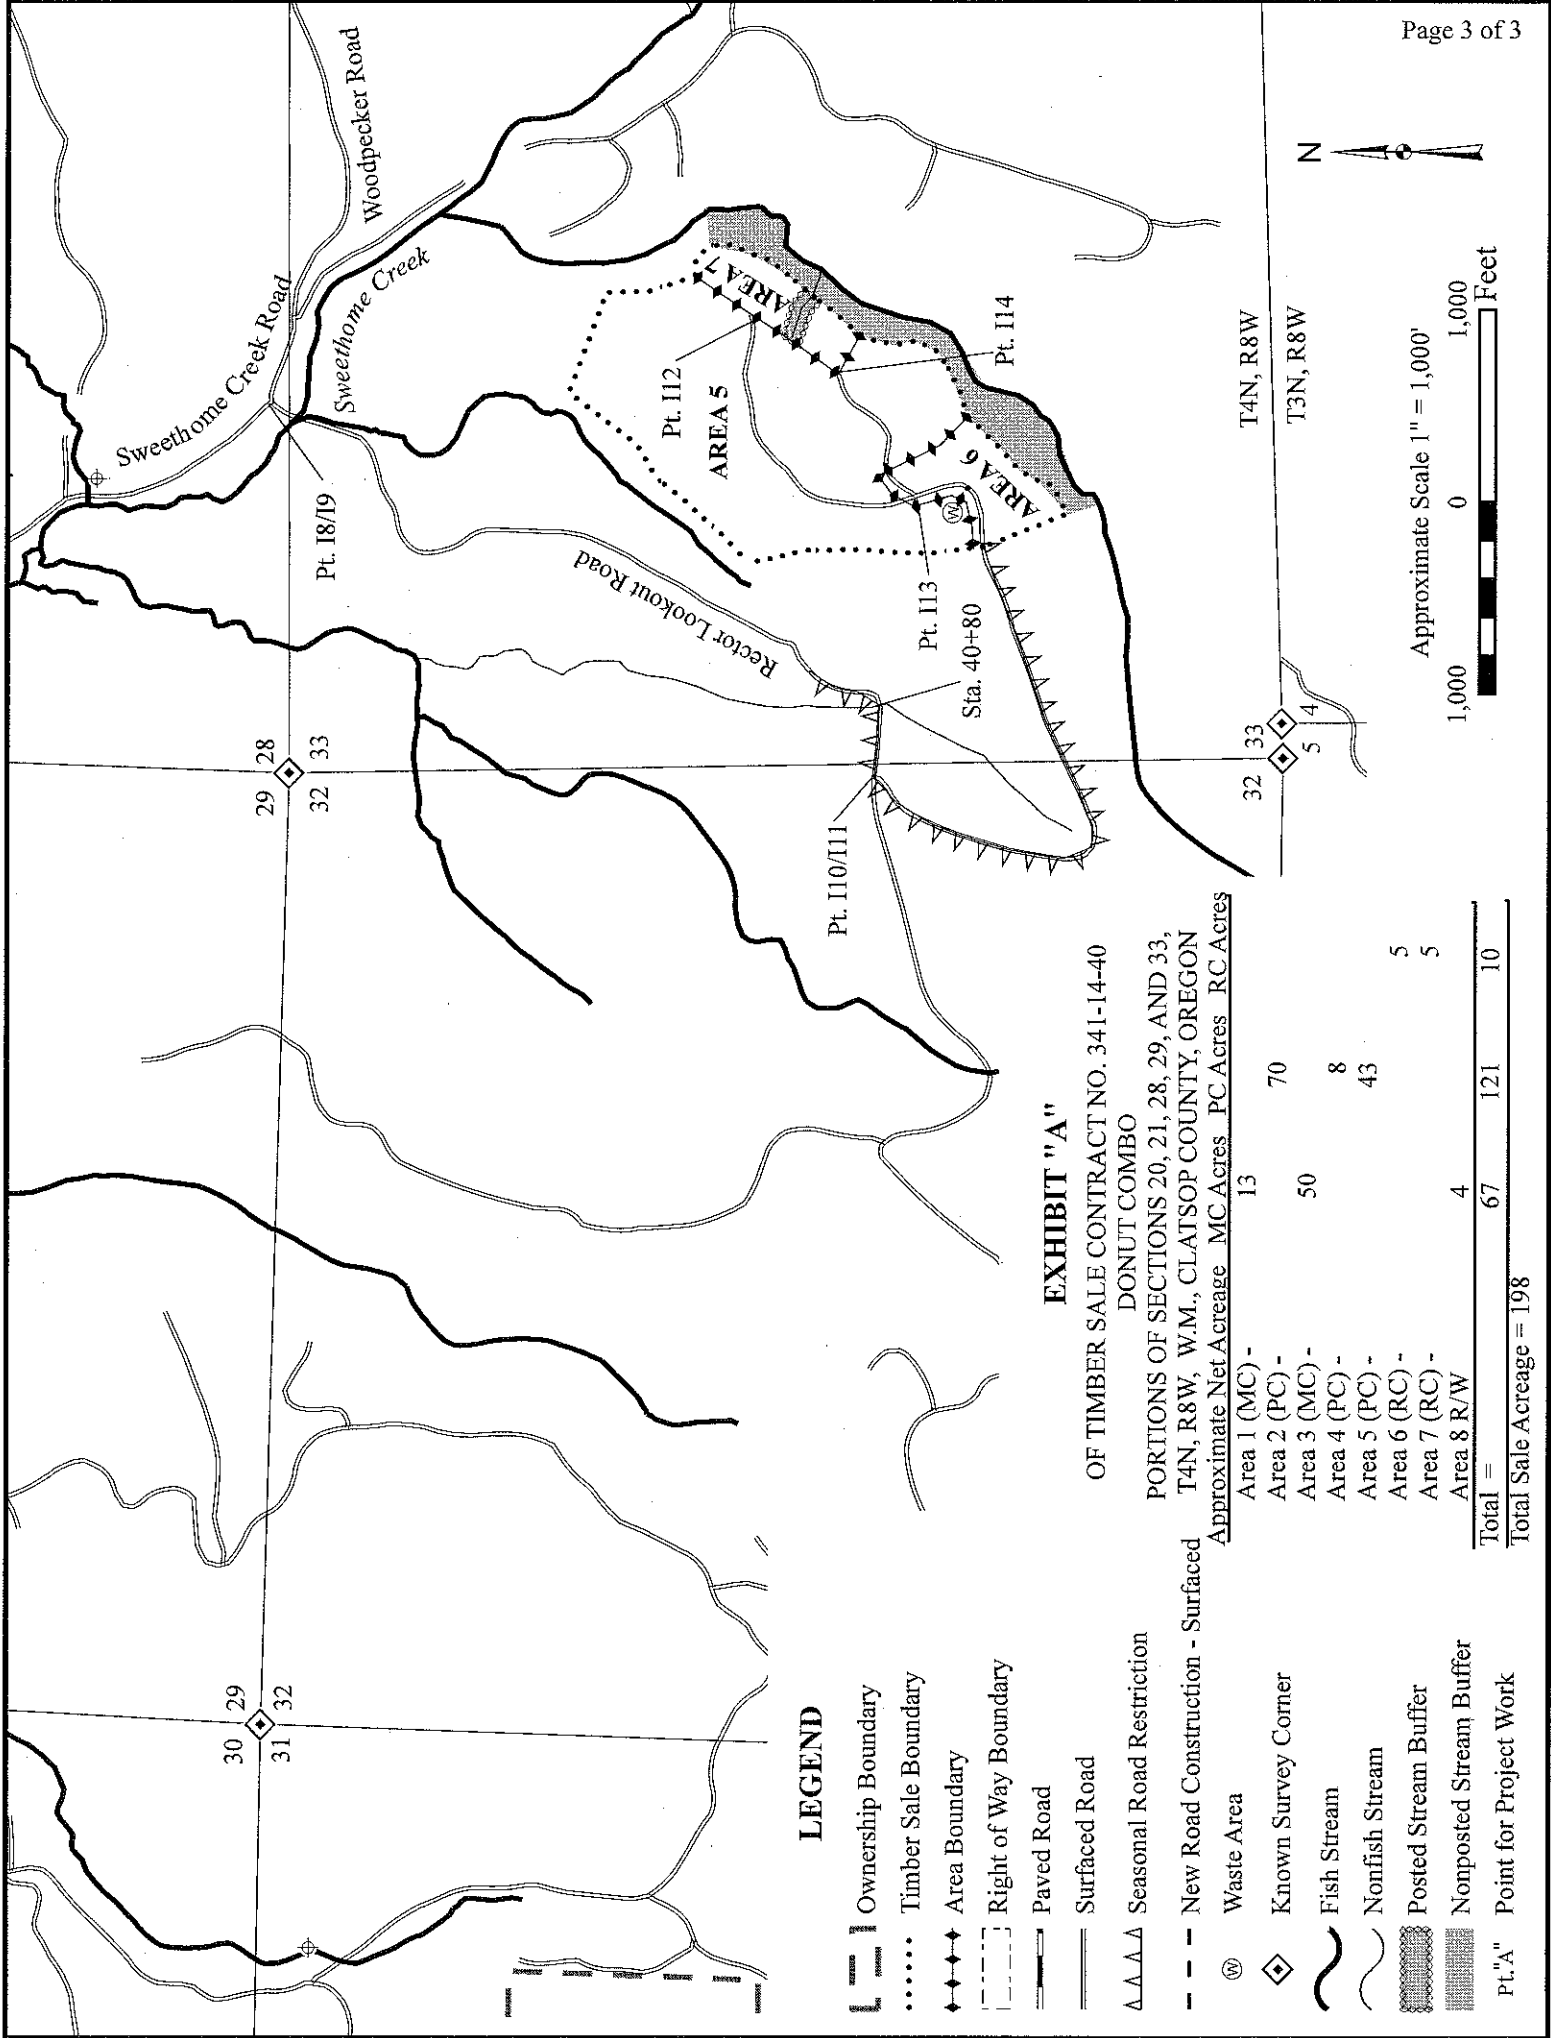 Page 3 of 3
Sweethome Creek Road
Woodpecker Road
Sweethome Creek
Pt. I8/I9
Rector Lookout Road
30 29
31 32
29 28
32 33
AREA 7
Pt. I12
AREA 5
Pt. I14
AREA 6
Pt. I13
Sta. 40+80
Pt. I10/I11
T4N, R8W
T3N, R8W
32 33
5 4
N
Approximate Scale 1" = 1,000'
1,000 0 1,000
Feet
LEGEND
Ownership Boundary
Timber Sale Boundary
Area Boundary
Right of Way Boundary
Paved Road
Surfaced Road
Seasonal Road Restriction
New Road Construction - Surfaced
W Waste Area
Known Survey Corner
Fish Stream
Nonfish Stream
Posted Stream Buffer
Nonposted Stream Buffer
Pt."A" Point for Project Work
EXHIBIT "A"
OF TIMBER SALE CONTRACT NO. 341-14-40
DONUT COMBO
PORTIONS OF SECTIONS 20, 21, 28, 29, AND 33,
T4N, R8W, W.M., CLATSOP COUNTY, OREGON
Approximate Net Acreage MC Acres PC Acres RC Acres
Area 1 (MC) - 13
Area 2 (PC) - 70
Area 3 (MC) - 50
Area 4 (PC) - 8
Area 5 (PC) - 43
Area 6 (RC) - 5
Area 7 (RC) - 5
Area 8 R/W 4
Total = 67 121 10
Total Sale Acreage = 198
W